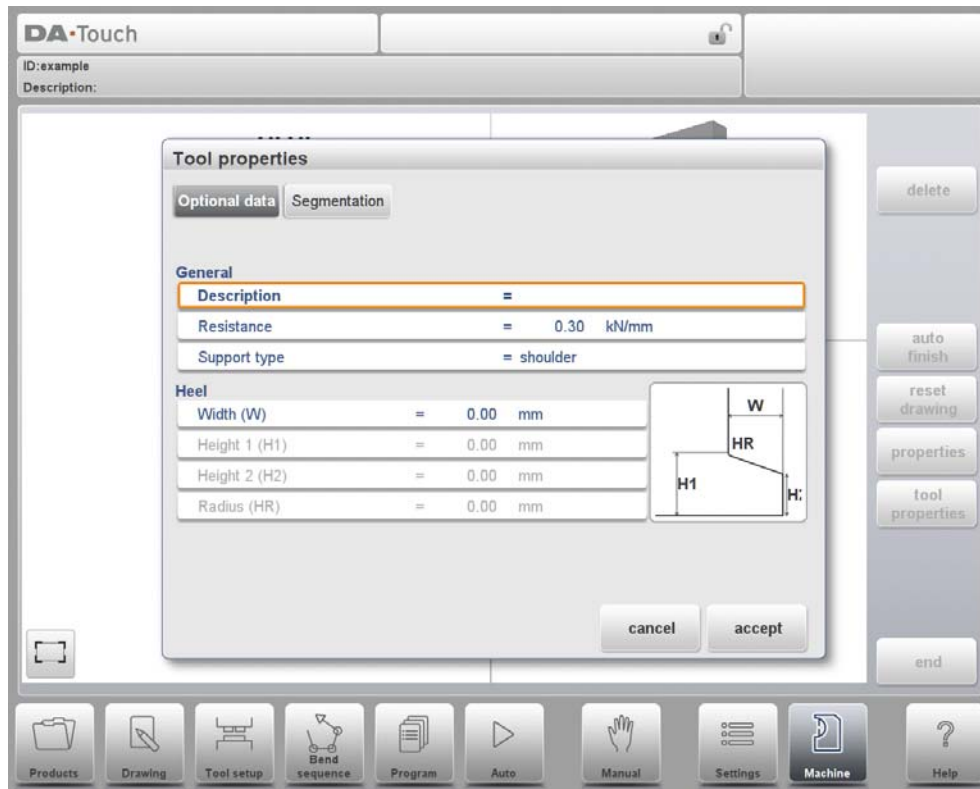 DA·Touch
ID:example
Description:
Tool properties
Optional data Segmentation
General
Description =
Resistance = 0.30 kN/mm
Support type = shoulder
Heel
Width (W) = 0.00 mm
Height 1 (H1) = 0.00 mm
Height 2 (H2) = 0.00 mm
Radius (HR) = 0.00 mm
W
HR
H1
cancel accept
delete
auto
finish
reset
drawing
properties
tool
properties
end
Products
Drawing
Tool setup
Bend
sequence
Program
Auto
Manual
Settings
Machine
Help